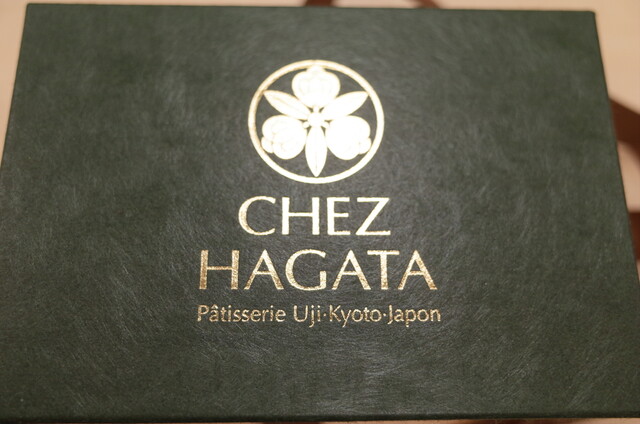 CHEZ
HAGATA
Pâtisserie Uji·Kyoto·Japon